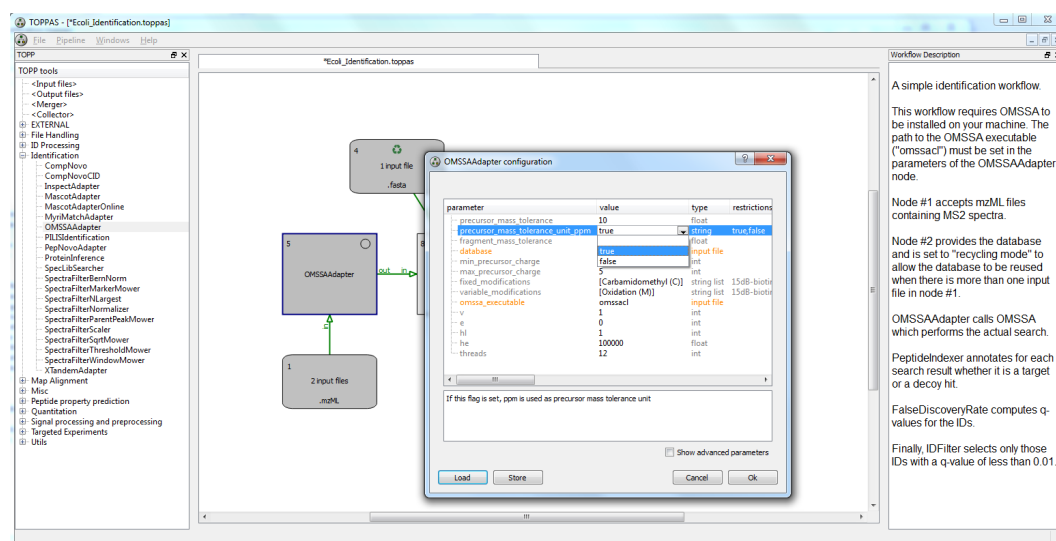 TOPPAS - [*Ecoli_Identification.toppas]
File Pipeline Windows Help
TOPP
TOPP tools
<Input files>
<Output files>
<Merger>
<Collector>
EXTERNAL
File Handling
ID Processing
Identification
CompNovo
CompNovoCID
InspectAdapter
MascotAdapter
MascotAdapterOnline
MyriMatchAdapter
OMSSAAdapter
PILISIdentification
PepNovoAdapter
ProteinInference
SpecLibSearcher
SpectraFilterBernNorm
SpectraFilterMarkerMower
SpectraFilterNLargest
SpectraFilterNormalizer
SpectraFilterParentPeakMower
SpectraFilterScaler
SpectraFilterSqrtMower
SpectraFilterThresholdMower
SpectraFilterWindowMower
XTandemAdapter
Map Alignment
Misc
Peptide property prediction
Quantitation
Signal processing and preprocessing
Targeted Experiments
Utils
*Ecoli_Identification.toppas
4
1 input file
.fasta
5
OMSSAAdapter
out in
8
in
1
2 input files
.mzML
OMSSAAdapter configuration
parameter value type restrictions
precursor_mass_tolerance 10 float
precursor_mass_tolerance_unit_ppm true string true,false
fragment_mass_tolerance float
database true input file
min_precursor_charge false int
max_precursor_charge 5 int
fixed_modifications [Carbamidomethyl (C)] string list 15dB-biotin
variable_modifications [Oxidation (M)] string list 15dB-biotin
omssa_executable omssacl input file
v 1 int
e 0 int
hl 1 int
he 100000 float
threads 12 int
If this flag is set, ppm is used as precursor mass tolerance unit
Show advanced parameters
Load Store Cancel Ok
Workflow Description
A simple identification workflow.
This workflow requires OMSSA to
be installed on your machine. The
path to the OMSSA executable
("omssacl") must be set in the
parameters of the OMSSAAdapter
node.
Node #1 accepts mzML files
containing MS2 spectra.
Node #2 provides the database
and is set to "recycling mode" to
allow the database to be reused
when there is more than one input
file in node #1.
OMSSAAdapter calls OMSSA
which performs the actual search.
PeptideIndexer annotates for each
search result whether it is a target
or a decoy hit.
FalseDiscoveryRate computes q-
values for the IDs.
Finally, IDFilter selects only those
IDs with a q-value of less than 0.01.